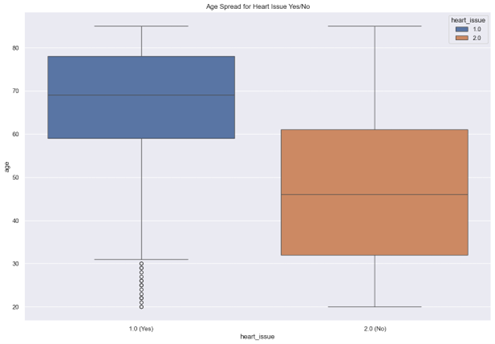 Age Spread for Heart Issue Yes/No
heart_issue
1.0
2.0
80
70
60
50
40
30
20
age
1.0 (Yes)
2.0 (No)
heart_issue